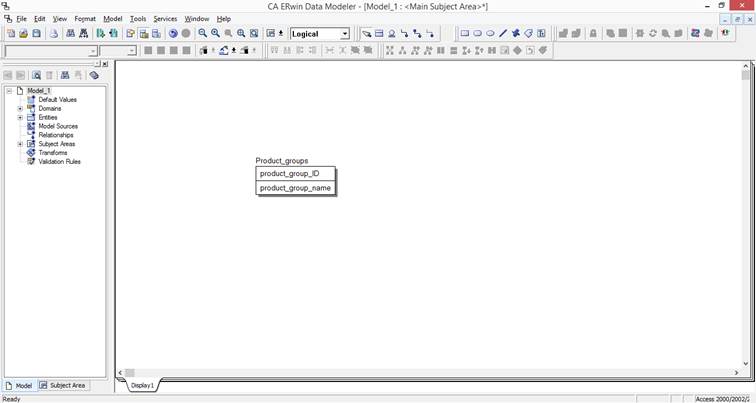 CA ERwin Data Modeler - [Model_1 : <Main Subject Area>*]
File Edit View Format Model Tools Services Window Help
Logical
Model_1
Default Values
Domains
Entities
Model Sources
Relationships
Subject Areas
Transforms
Validation Rules
Product_groups
product_group_ID
product_group_name
Model Subject Area
Display1
Ready
Access 2000/2002/2